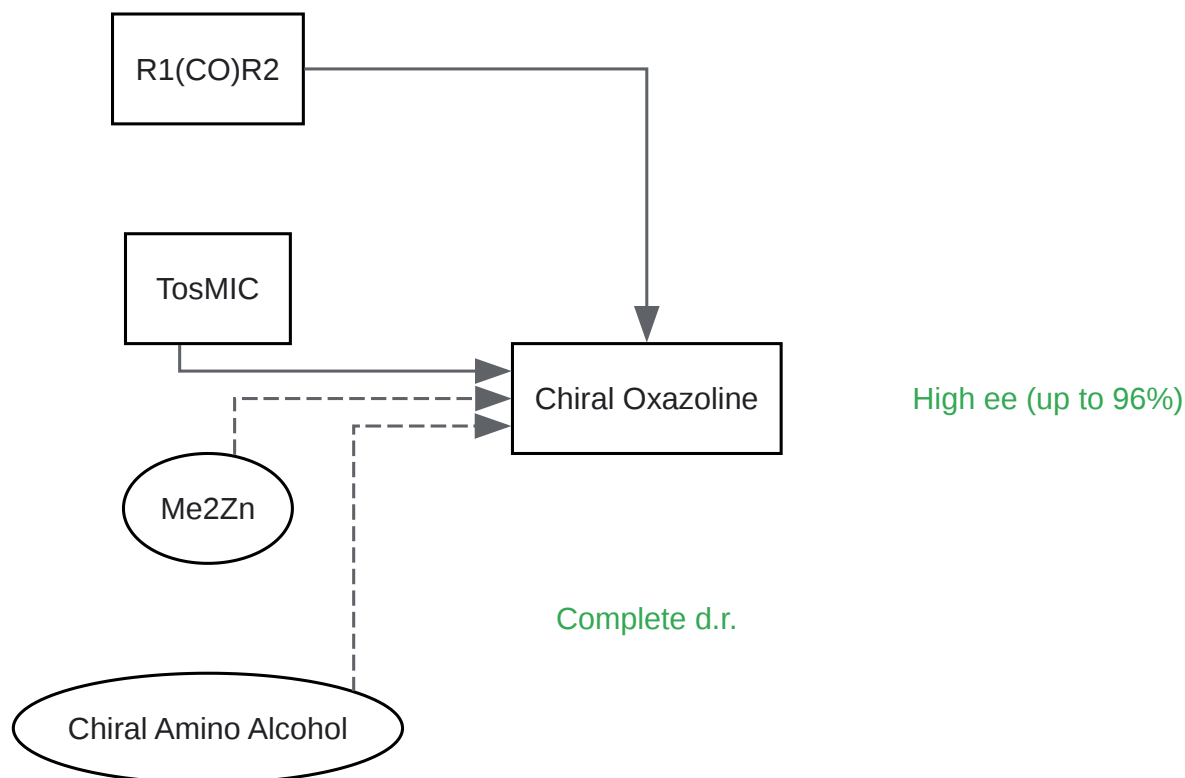 R1(CO)R2
TosMIC
Chiral Oxazoline
High ee (up to 96%)
Me2Zn
Complete d.r.
Chiral Amino Alcohol